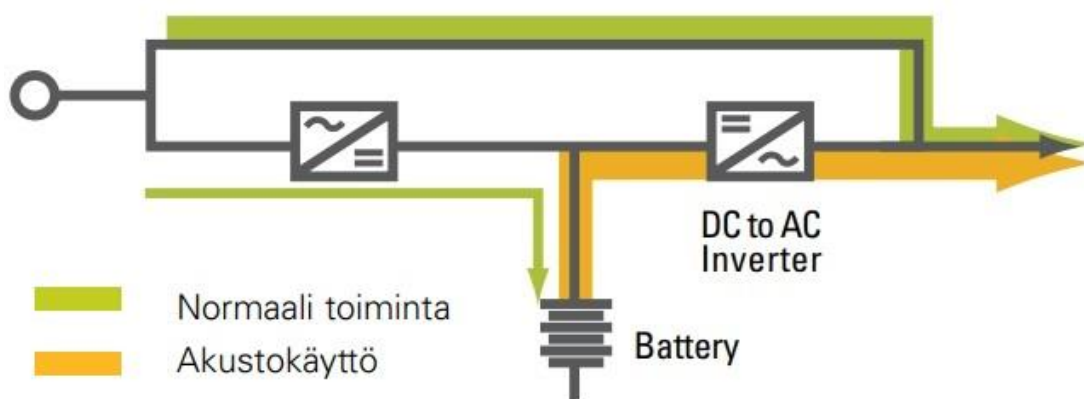 DC to AC
Inverter
Normaali toiminta
Akustokäyttö
Battery